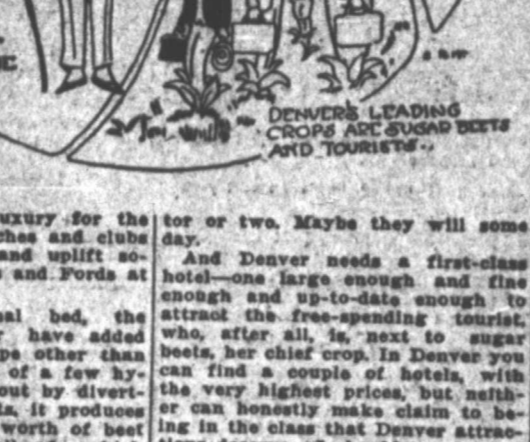 DENVER'S LEADING
CROPS ARE SUGAR BEETS
AND TOURISTS..
uxury for the
ches and clubs
and uplift so-
and Fords at
al bed, the
have added
pe other than
of a few hy-
out by divert-
it produces
worth of beet
tor or two. Maybe they will some
day.
And Denver needs a first-class
hotel—one large enough and fine
enough and up-to-date enough to
attract the free-spending tourist,
who, after all, is, next to sugar
beets, her chief crop. In Denver you
can find a couple of hotels, with
the very highest prices, but neith-
er can honestly make claim to be-
ing in the class that Denver attrac-